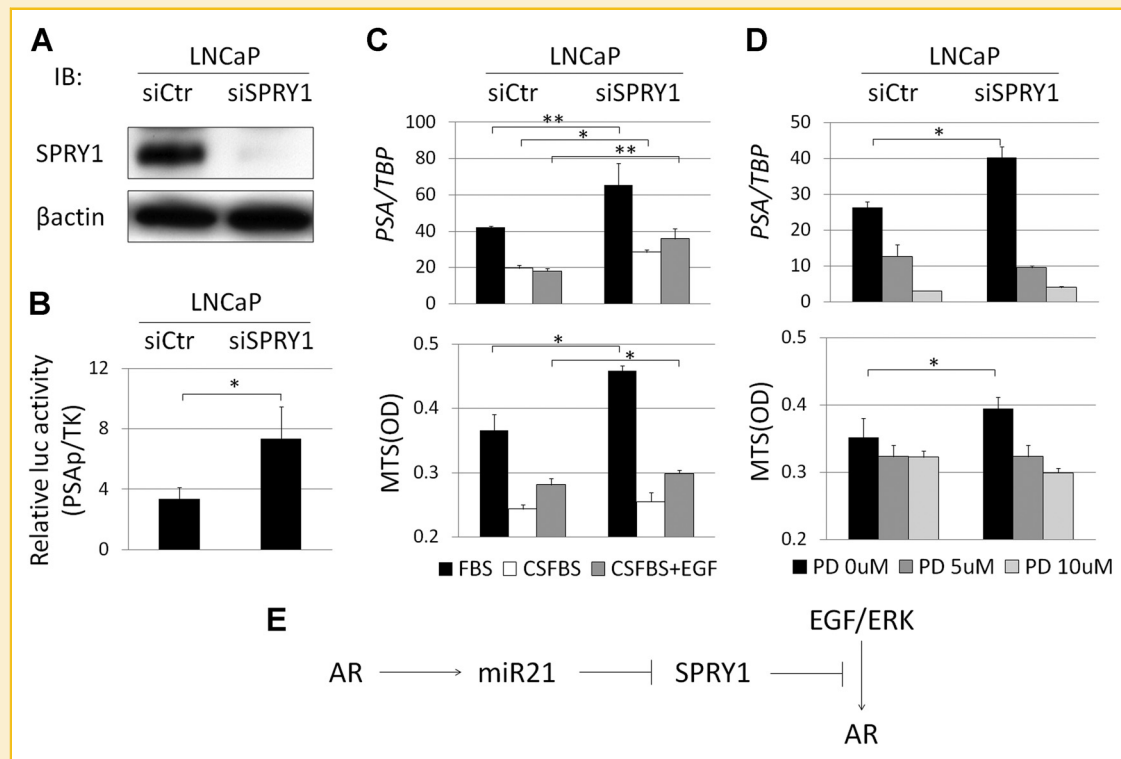 A
LNCaP
IB:
siCtr siSPRY1
SPRY1
βactin
B
LNCaP
siCtr siSPRY1
Relative luc activity
(PSAp/TK)
12
8
4
0
*
C
LNCaP
siCtr siSPRY1
PSA/TBP
100
80
60
40
20
0
**
*
**
MTS(OD)
0.5
0.4
0.3
0.2
*
*
FBS CSFBS CSFBS+EGF
D
LNCaP
siCtr siSPRY1
PSA/TBP
50
40
30
20
10
0
*
MTS(OD)
0.5
0.4
0.3
0.2
*
PD 0uM PD 5uM PD 10uM
E
EGF/ERK
AR miR21 SPRY1
AR